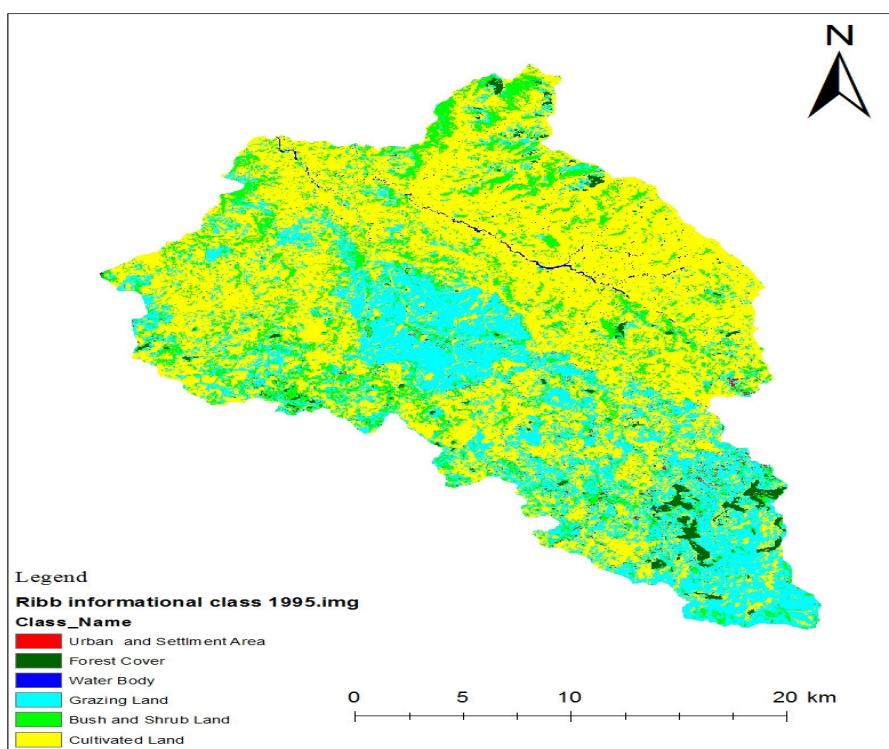 N
Legend
Ribb informational class 1995.img
Class_Name
Urban and Settlment Area
Forest Cover
Water Body
Grazing Land
Bush and Shrub Land
Cultivated Land
0 5 10 20 km